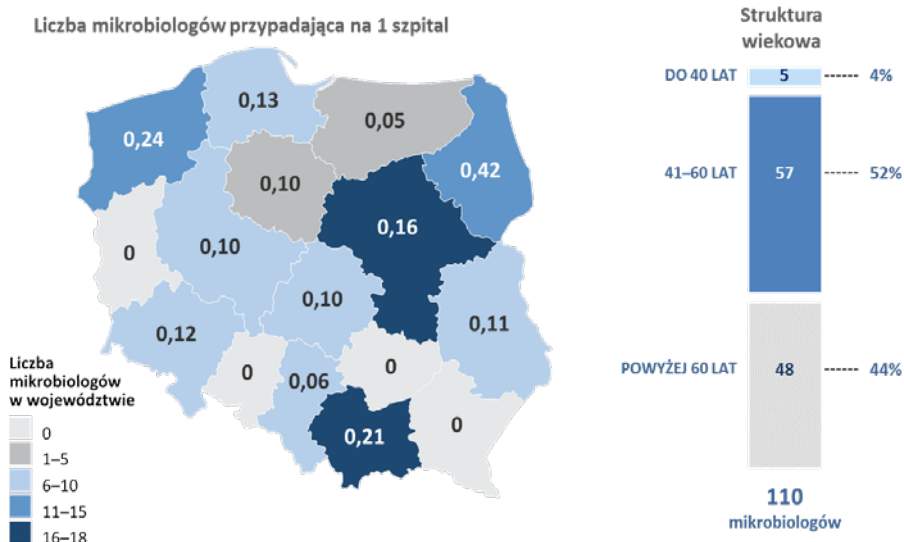 Liczba mikrobiologów przypadająca na 1 szpital
0,13
0,05
0,24
0,42
0,10
0,16
0
0,10
0,10
0,11
0,12
0
0,06
0
0
0,21
Liczba
mikrobiologów
w województwie
0
1–5
6–10
11–15
16–18
Struktura
wiekowa
DO 40 LAT 5 4%
41–60 LAT 57 52%
POWYŻEJ 60 LAT 48 44%
110
mikrobiologów